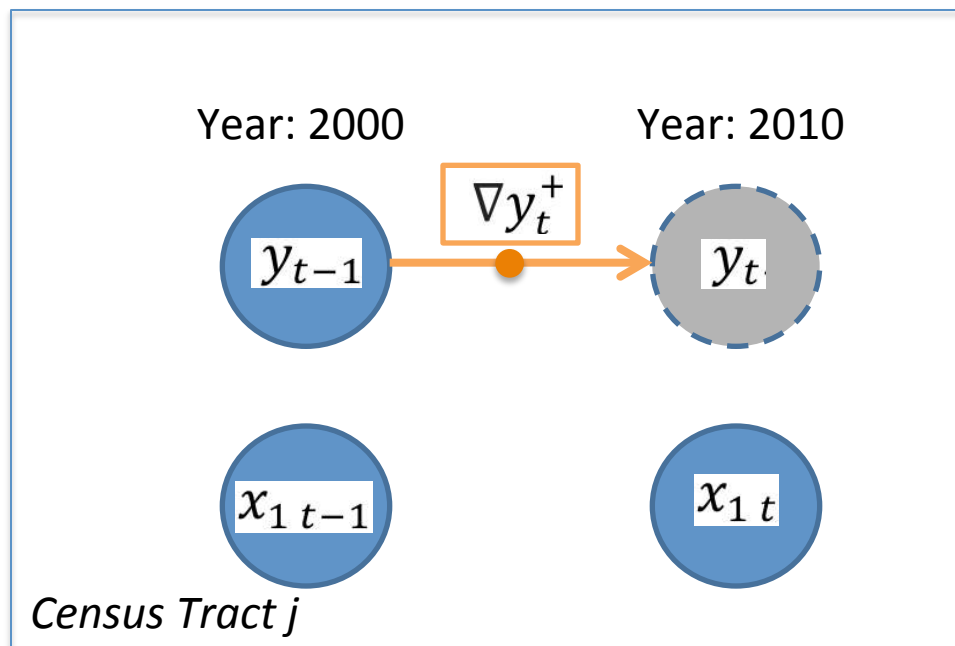 Year: 2000
Year: 2010
∇y_t^+
y_{t−1}
y_t
x_{1 t−1}
x_{1 t}
Census Tract j